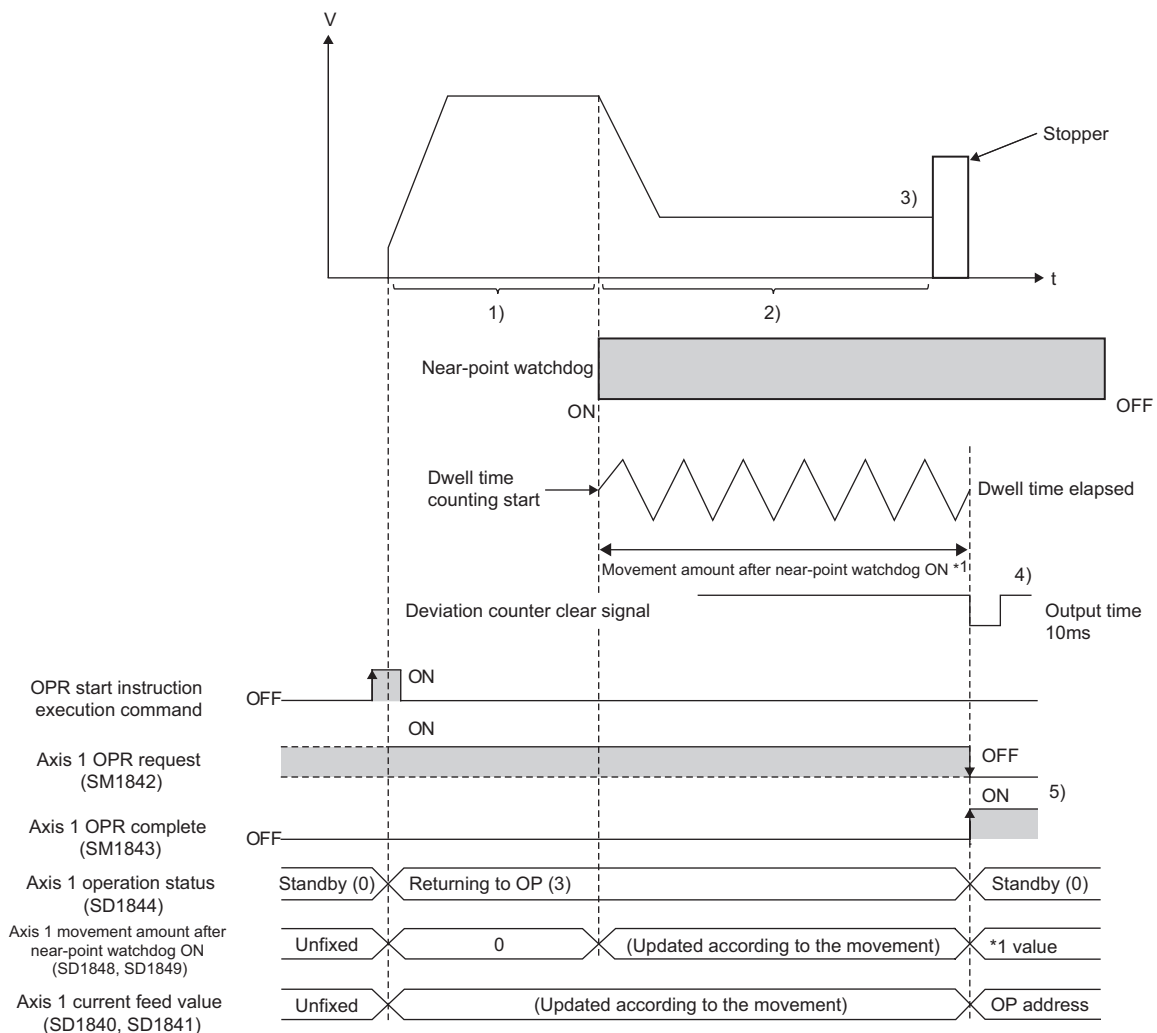 V
Stopper
3)
t
1)
2)
Near-point watchdog
ON
OFF
Dwell time
counting start
Dwell time elapsed
Movement amount after near-point watchdog ON *1
4)
Deviation counter clear signal
Output time
10ms
OPR start instruction
execution command
OFF
ON
ON
Axis 1 OPR request
(SM1842)
OFF
ON
5)
Axis 1 OPR complete
(SM1843)
OFF
Axis 1 operation status
(SD1844)
Standby (0)
Returning to OP (3)
Standby (0)
Axis 1 movement amount after
near-point watchdog ON
(SD1848, SD1849)
Unfixed
0
(Updated according to the movement)
*1 value
Axis 1 current feed value
(SD1840, SD1841)
Unfixed
(Updated according to the movement)
OP address